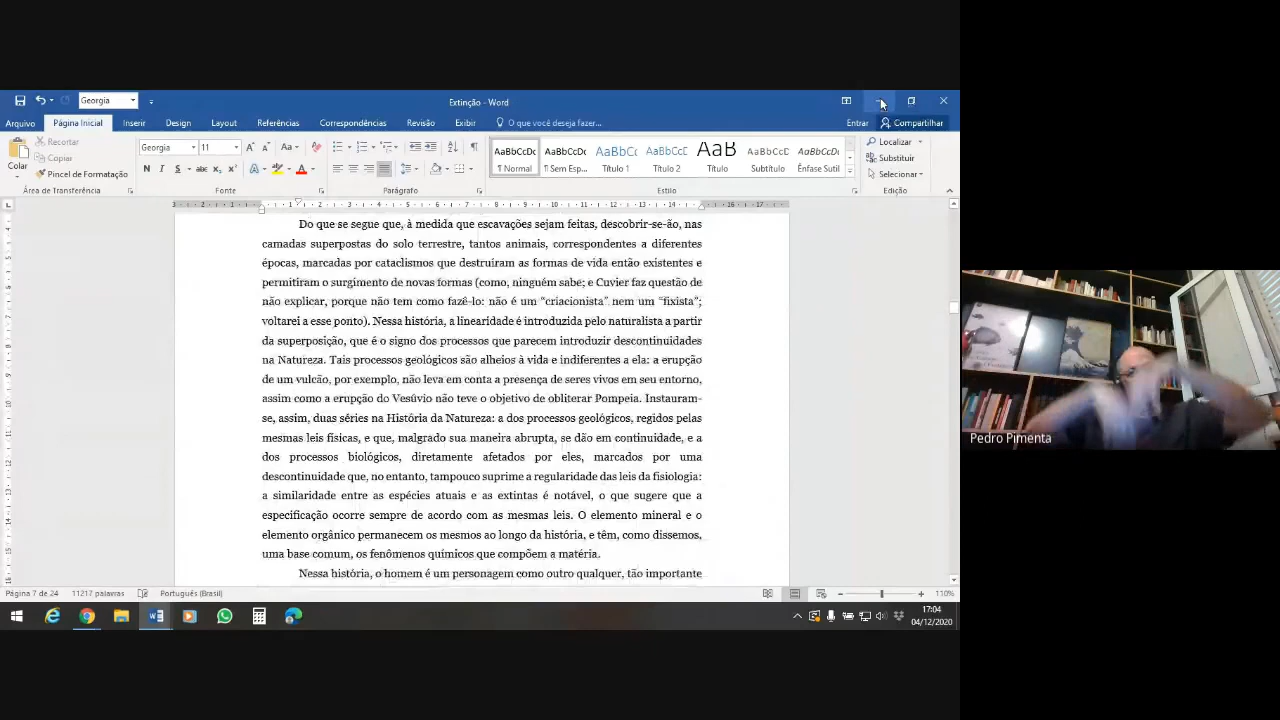 Georgia
Extinção - Word
Arquivo Página Inicial Inserir Design Layout Referências Correspondências Revisão Exibir O que você deseja fazer... Entrar Compartilhar
Colar
Recortar
Copiar
Pincel de Formatação
Área de Transferência
Georgia 11
N I S abc x₂ x²
Fonte
Parágrafo
AaBbCcDc AaBbCcDc AaBbCc AaBbCcE AaB AaBbCcD AaBbCcDi
¶ Normal ¶ Sem Esp... Título 1 Título 2 Título Subtítulo Ênfase Sutil
Estilo
Localizar
Substituir
Selecionar
Edição
Do que se segue que, à medida que escavações sejam feitas, descobrir-se-ão, nas
camadas superpostas do solo terrestre, tantos animais, correspondentes a diferentes
épocas, marcadas por cataclismos que destruíram as formas de vida então existentes e
permitiram o surgimento de novas formas (como, ninguém sabe; e Cuvier faz questão de
não explicar, porque não tem como fazê-lo: não é um “criacionista” nem um “fixista”;
voltarei a esse ponto). Nessa história, a linearidade é introduzida pelo naturalista a partir
da superposição, que é o signo dos processos que parecem introduzir descontinuidades
na Natureza. Tais processos geológicos são alheios à vida e indiferentes a ela: a erupção
de um vulcão, por exemplo, não leva em conta a presença de seres vivos em seu entorno,
assim como a erupção do Vesúvio não teve o objetivo de obliterar Pompeia. Instauram-
se, assim, duas séries na História da Natureza: a dos processos geológicos, regidos pelas
mesmas leis físicas, e que, malgrado sua maneira abrupta, se dão em continuidade, e a
dos processos biológicos, diretamente afetados por eles, marcados por uma
descontinuidade que, no entanto, tampouco suprime a regularidade das leis da fisiologia:
a similaridade entre as espécies atuais e as extintas é notável, o que sugere que a
especificação ocorre sempre de acordo com as mesmas leis. O elemento mineral e o
elemento orgânico permanecem os mesmos ao longo da história, e têm, como dissemos,
uma base comum, os fenômenos químicos que compõem a matéria.
Nessa história, o homem é um personagem como outro qualquer, tão importante
Página 7 de 24 11217 palavras Português (Brasil) 110%
17:04
04/12/2020
Pedro Pimenta